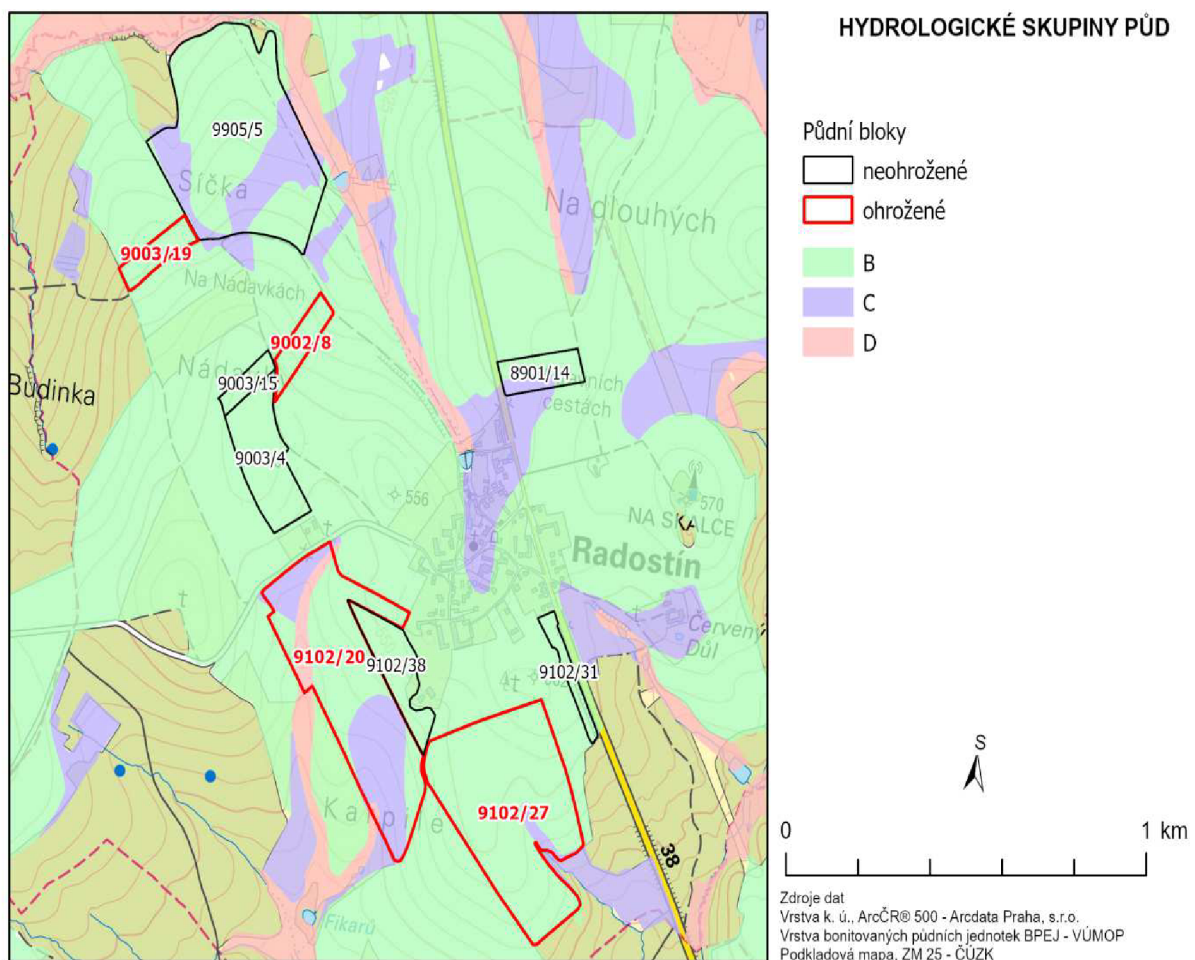 HYDROLOGICKÉ SKUPINY PŮD
Půdní bloky
neohrožené
ohrožené
B
C
D
9905/5
Síčka
Na dlouhých
9003/19
Na Nádavkách
9002/8
9003/15
8901/14
cestách
Budinka
9003/4
556
570
NA SKALCE
Radostín
Červený
Důl
9102/20
9102/38
9102/31
9102/27
38
Fikarů
S
0
1 km
Zdroje dat
Vrstva k. ú., ArcČR® 500 - Arcdata Praha, s.r.o.
Vrstva bonitovaných půdních jednotek BPEJ - VÚMOP
Podkladová mapa, ZM 25 - ČÚZK